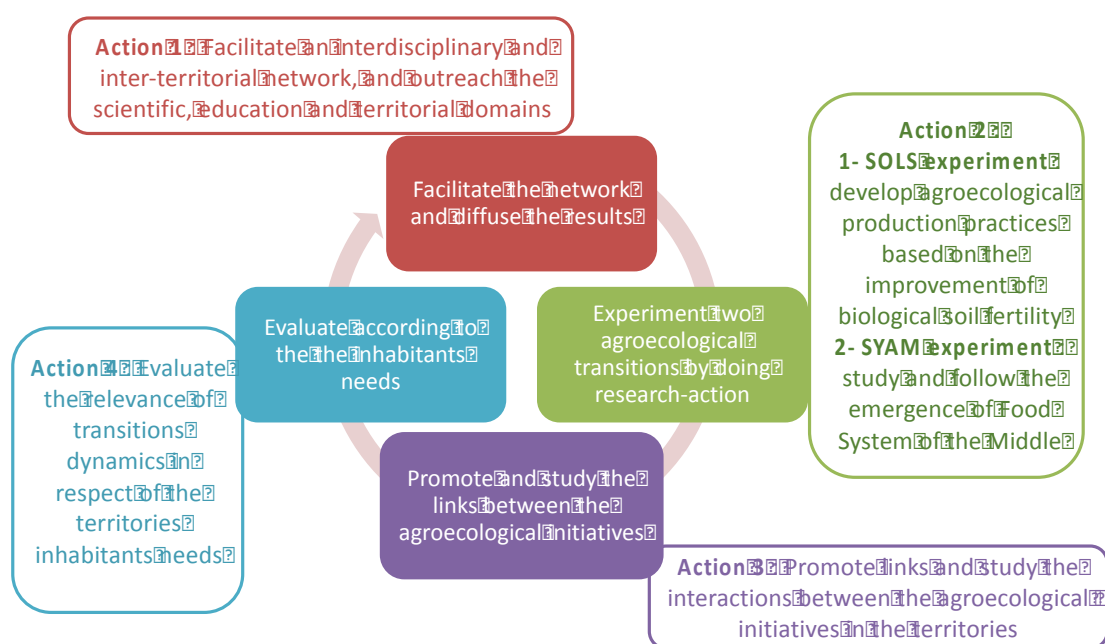 Action 1 Facilitate an interdisciplinary and
inter-territorial network, and outreach the
scientific, education and territorial domains
Facilitate the network
and diffuse the results
Action 2
1- SOLS experiment
develop agroecological
production practices
based on the
improvement of
biological soil fertility
2- SYAM experiment
study and follow the
emergence of Food
System of the Middle
Experiment two
agroecological
transitions by doing
research-action
Promote and study the
links between the
agroecological initiatives
Action 3 Promote links and study the
interactions between the agroecological
initiatives in the territories
Evaluate according to
the the inhabitants
needs
Action 4 Evaluate
the relevance of
transitions
dynamics in
respect of the
territories
inhabitants needs